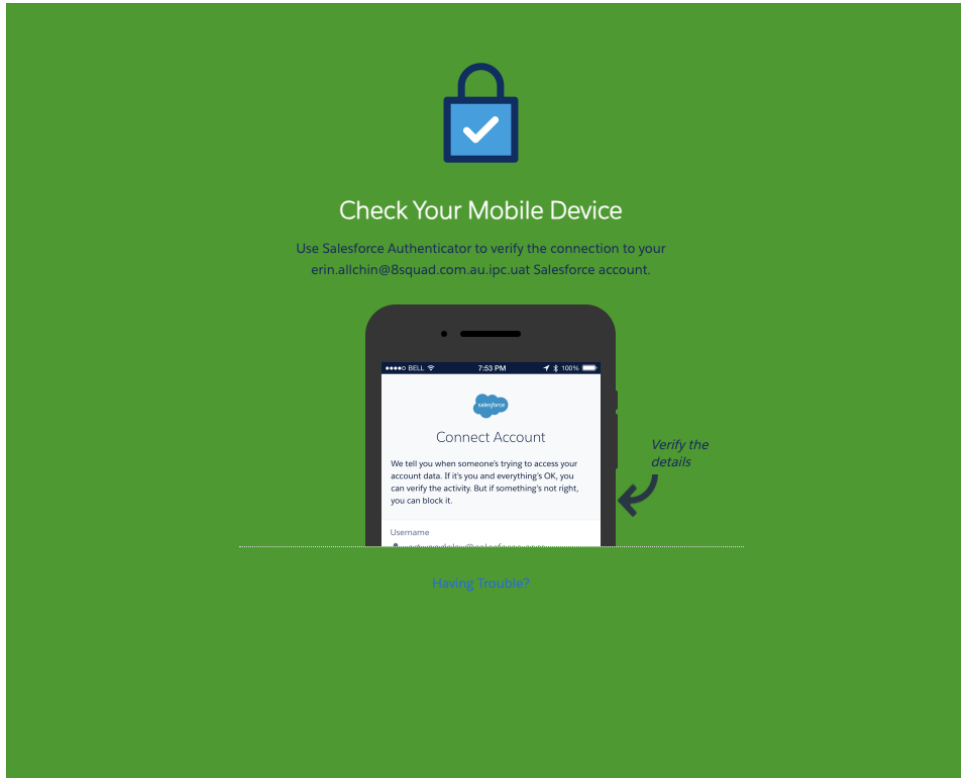 Check Your Mobile Device
Use Salesforce Authenticator to verify the connection to your
erin.allchin@8squad.com.au.ipc.uat Salesforce account.
BELL 7:53 PM 100%
salesforce
Connect Account
We tell you when someone's trying to access your
account data. If it's you and everything's OK, you
can verify the activity. But if something's not right,
you can block it.
Verify the
details
Username
Having Trouble?